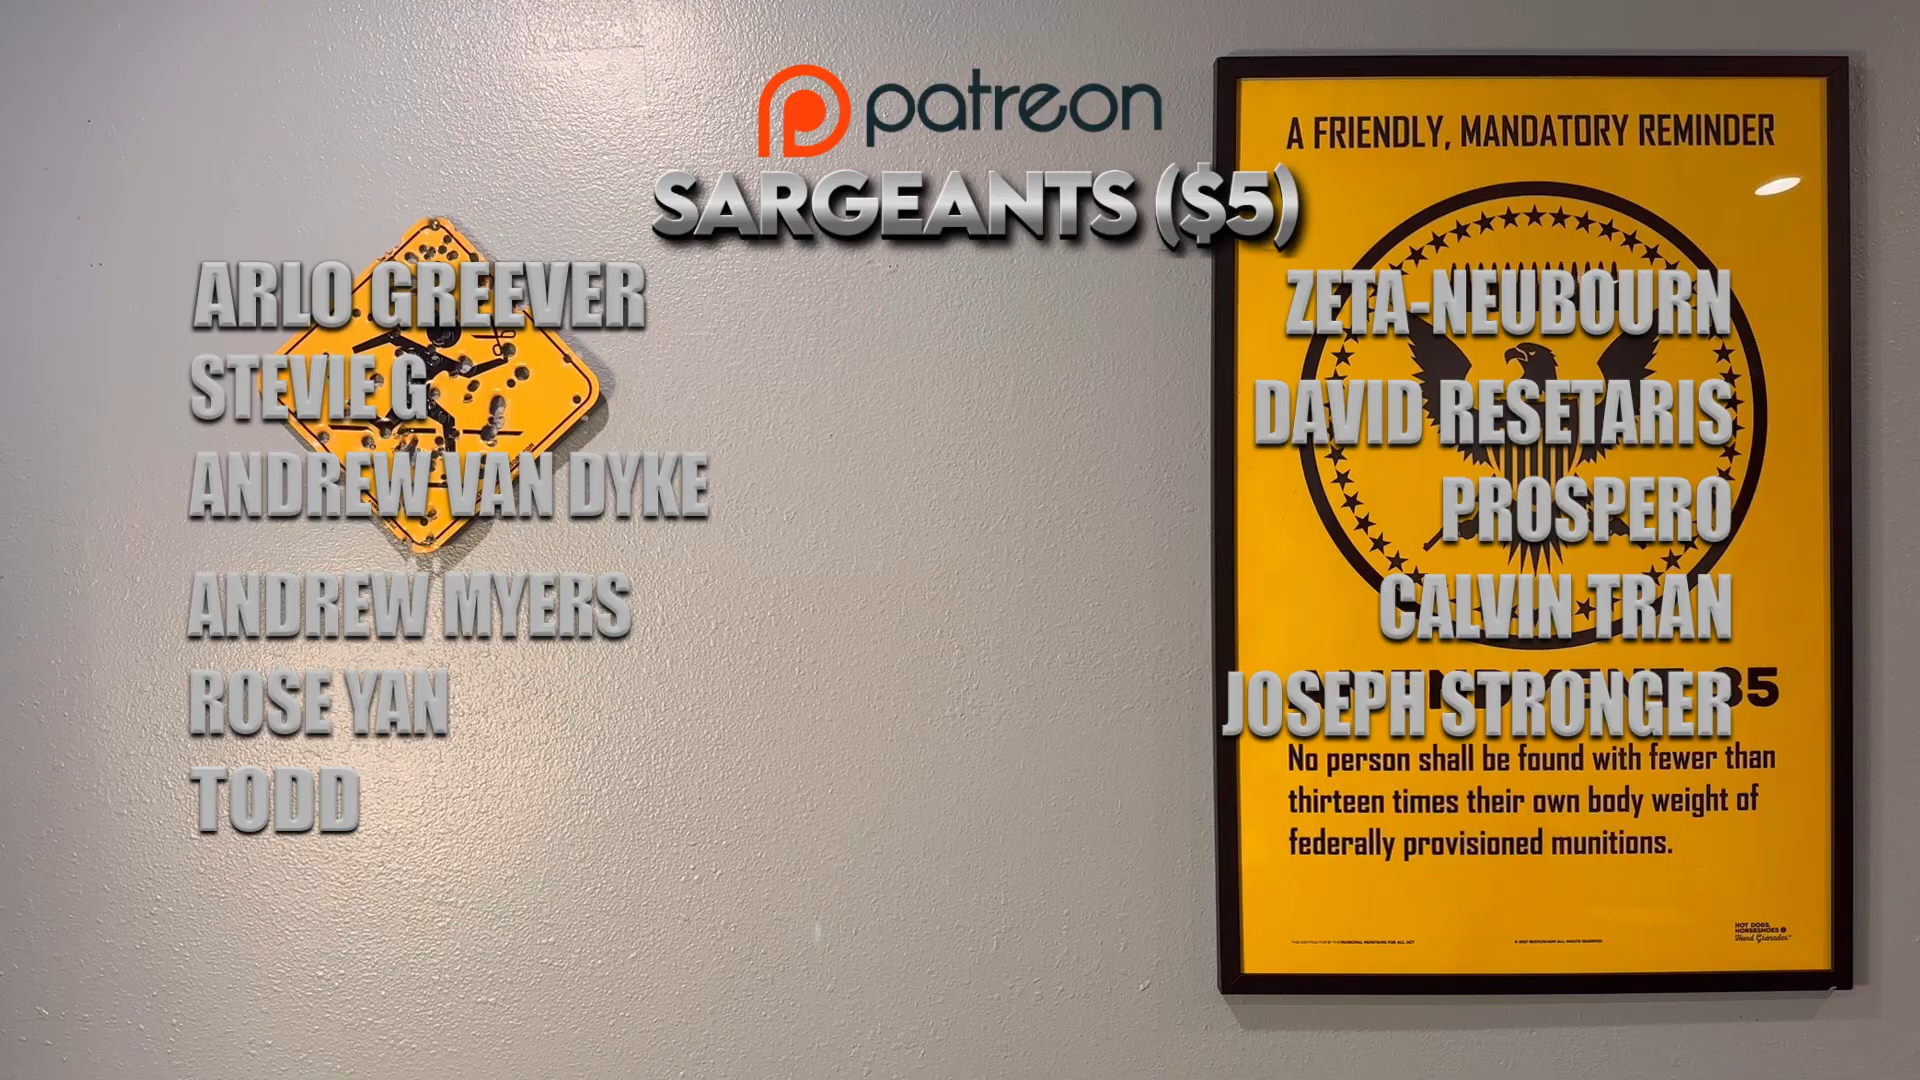 patreon
SARGEANTS ($5)
ARLO GREEVER
STEVIE G
ANDREW VAN DYKE
ANDREW MYERS
ROSE YAN
TODD
ZETA-NEUBOURN
DAVID RESETARIS
PROSPERO
CALVIN TRAN
JOSEPH STRONGER
A FRIENDLY, MANDATORY REMINDER
35
No person shall be found with fewer than
thirteen times their own body weight of
federally provisioned munitions.
HOT DOGS,
HORSESHOES &
Hand Grenades